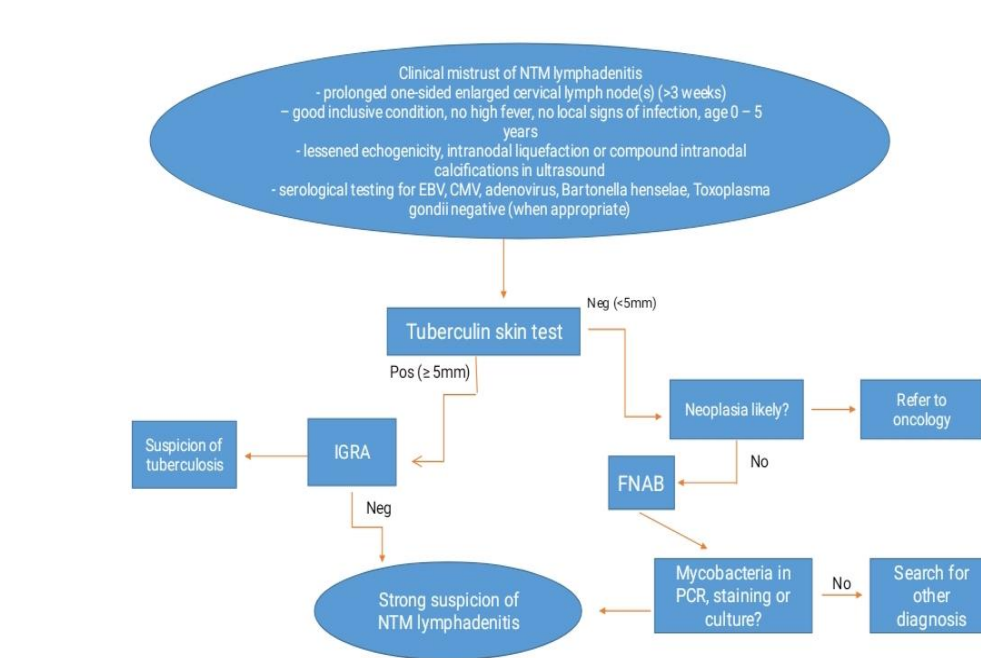 Clinical mistrust of NTM lymphadenitis
- prolonged one-sided enlarged cervical lymph node(s) (>3 weeks)
– good inclusive condition, no high fever, no local signs of infection, age 0 – 5
years
- lessened echogenicity, intranodal liquefaction or compound intranodal
calcifications in ultrasound
- serological testing for EBV, CMV, adenovirus, Bartonella henselae, Toxoplasma
gondii negative (when appropriate)
Neg (<5mm)
Tuberculin skin test
Pos (≥ 5mm)
Neoplasia likely?
Refer to
oncology
Suspicion of
tuberculosis
IGRA
No
FNAB
Neg
Mycobacteria in
PCR, staining or
culture?
No
Search for
other
diagnosis
Strong suspicion of
NTM lymphadenitis